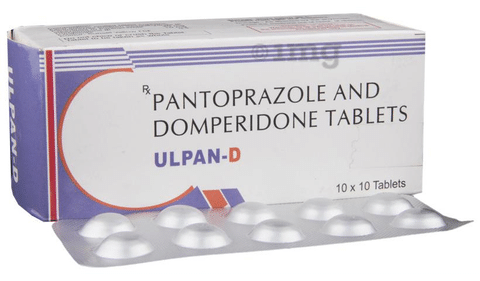 ©1mg
℞ PANTOPRAZOLE AND
DOMPERIDONE TABLETS
ULPAN-D
10 x 10 Tablets
ULPAN-D